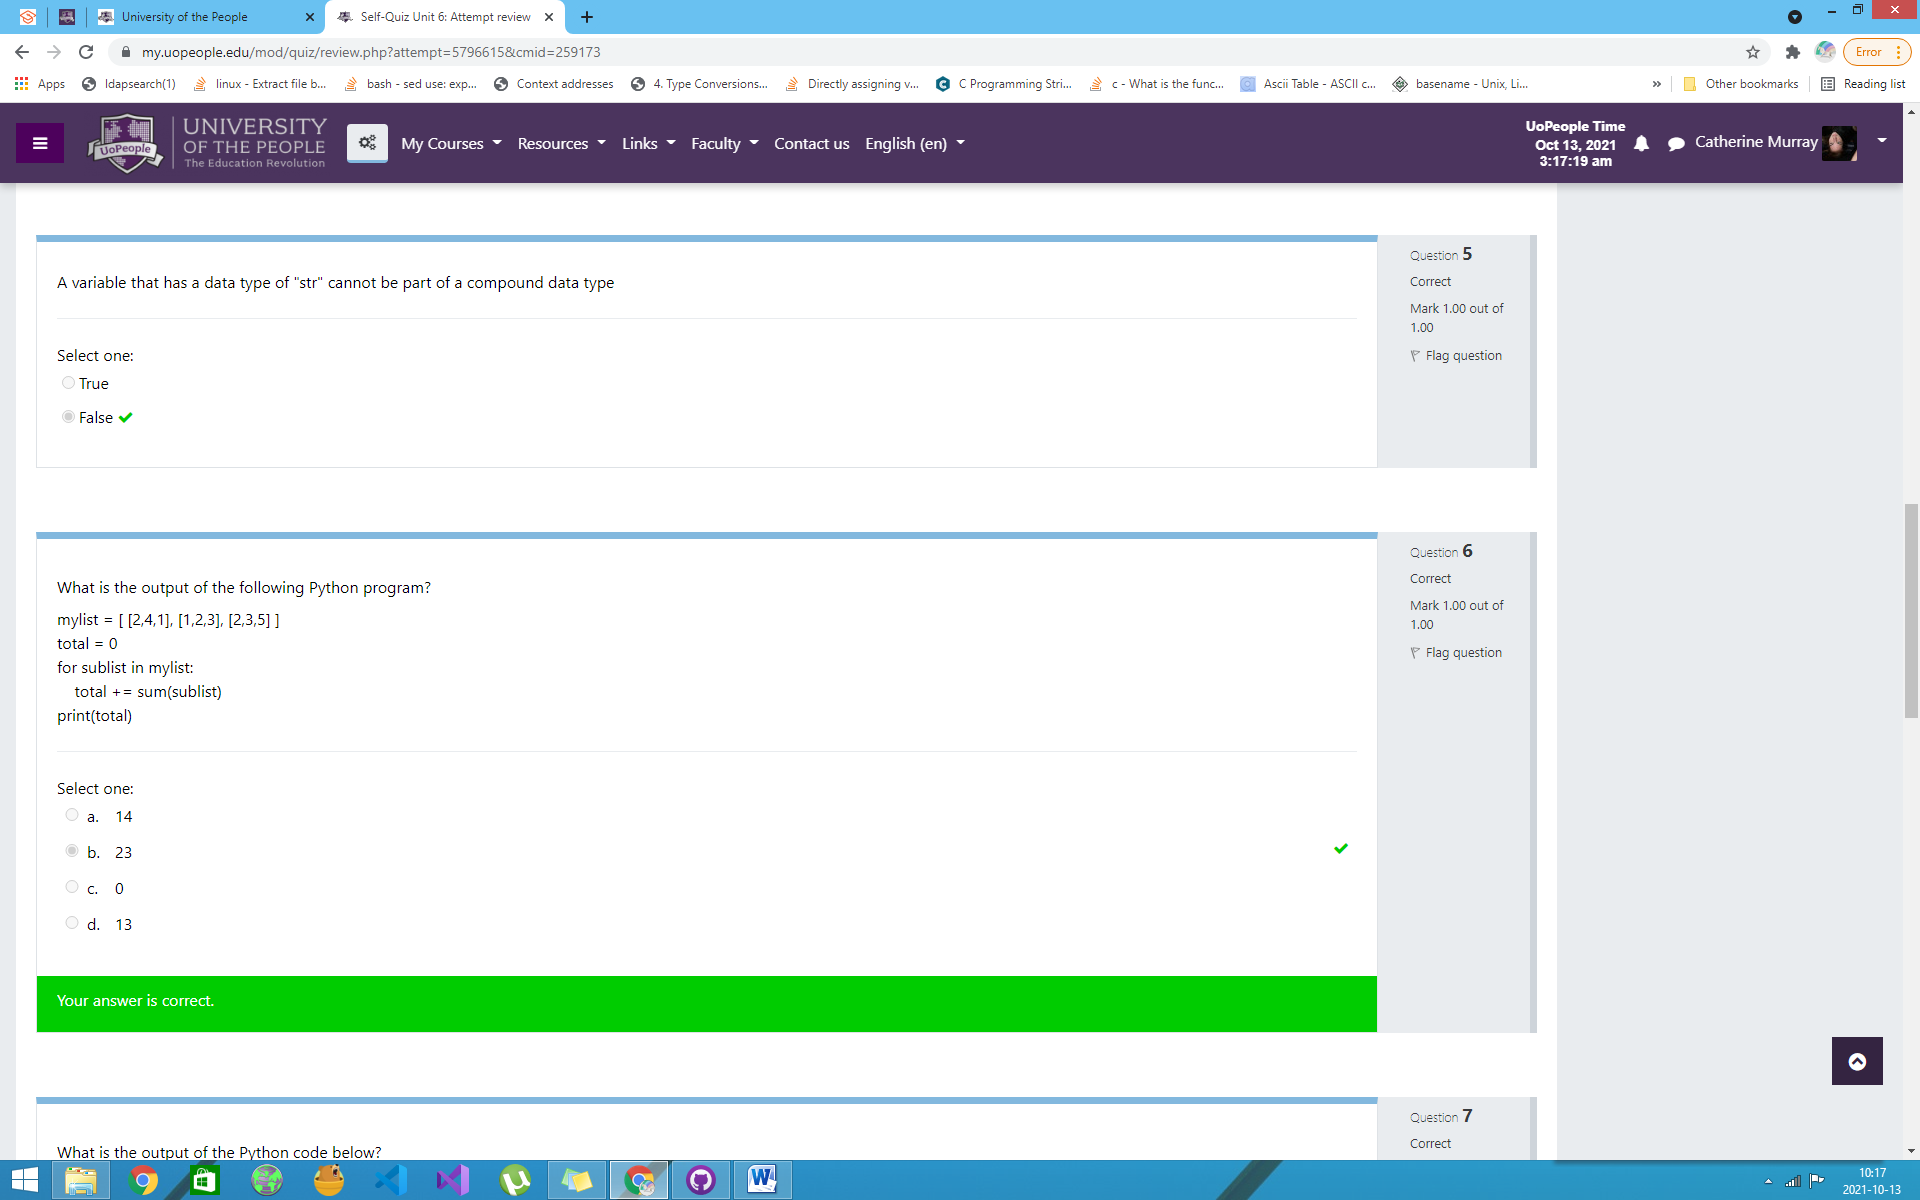 University of the People
Self-Quiz Unit 6: Attempt review
my.uopeople.edu/mod/quiz/review.php?attempt=5796615&cmid=259173
Error
Apps
ldapsearch(1)
linux - Extract file b...
bash - sed use: exp...
Context addresses
4. Type Conversions...
Directly assigning v...
C Programming Stri...
c - What is the func...
Ascii Table - ASCII c...
basename - Unix, Li...
»
Other bookmarks
Reading list
UoPeople
UNIVERSITY
OF THE PEOPLE
The Education Revolution
My Courses
Resources
Links
Faculty
Contact us
English (en)
UoPeople Time
Oct 13, 2021
3:17:19 am
Catherine Murray
A variable that has a data type of "str" cannot be part of a compound data type
Select one:
True
False
Question 5
Correct
Mark 1.00 out of
1.00
Flag question
What is the output of the following Python program?
mylist = [ [2,4,1], [1,2,3], [2,3,5] ]
total = 0
for sublist in mylist:
total += sum(sublist)
print(total)
Select one:
a. 14
b. 23
c. 0
d. 13
Your answer is correct.
Question 6
Correct
Mark 1.00 out of
1.00
Flag question
What is the output of the Python code below?
Question 7
Correct
10:17
2021-10-13